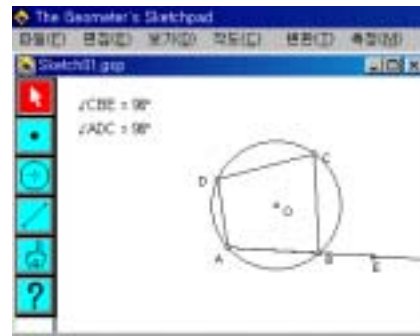 The Geometer's Sketchpad
파일(F) 편집(E) 보기(D) 작도(C) 변환(T) 측정(M)
Sketch01.gsp
∠CBE = 98°
∠ADC = 98°
C
D
O
A
B
E
?